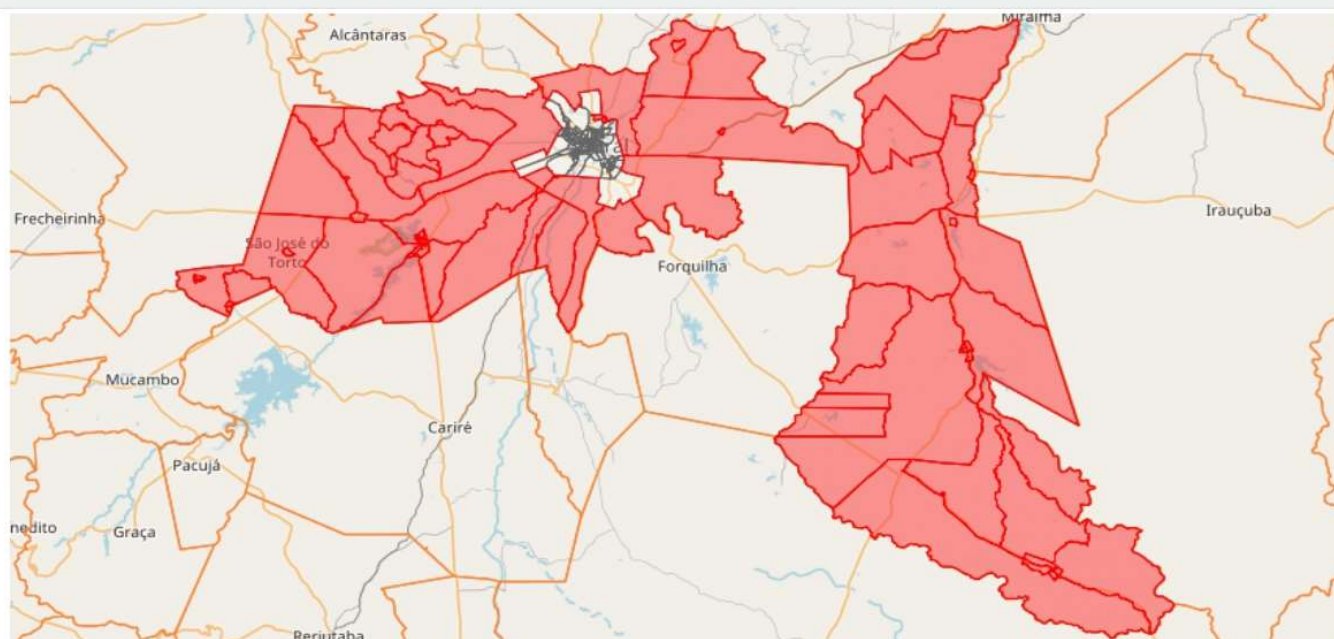 Miraíma
Alcântaras
Frecheirinha
São José do
Torto
Irauçuba
Forquilha
Mucambo
Cariré
Pacujá
nedito
Graça
Reriutaba